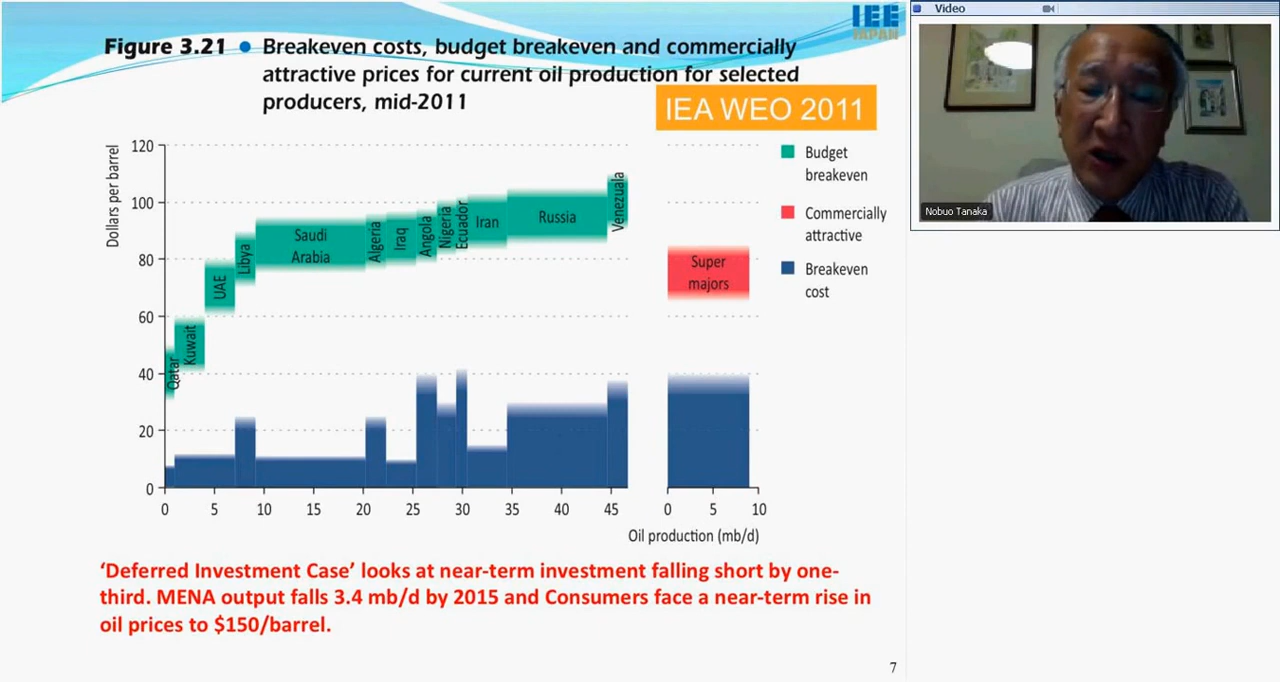 IEE
JAPAN
Figure 3.21 ● Breakeven costs, budget breakeven and commercially
attractive prices for current oil production for selected
producers, mid-2011
IEA WEO 2011
Dollars per barrel
120
100
80
60
40
20
0
Qatar
Kuwait
UAE
Libya
Saudi
Arabia
Algeria
Iraq
Angola
Nigeria
Ecuador
Iran
Russia
Venezuala
Super
majors
Budget
breakeven
Commercially
attractive
Breakeven
cost
0 5 10 15 20 25 30 35 40 45
0 5 10
Oil production (mb/d)
‘Deferred Investment Case’ looks at near-term investment falling short by one-
third. MENA output falls 3.4 mb/d by 2015 and Consumers face a near-term rise in
oil prices to $150/barrel.
7
Video
Nobuo Tanaka